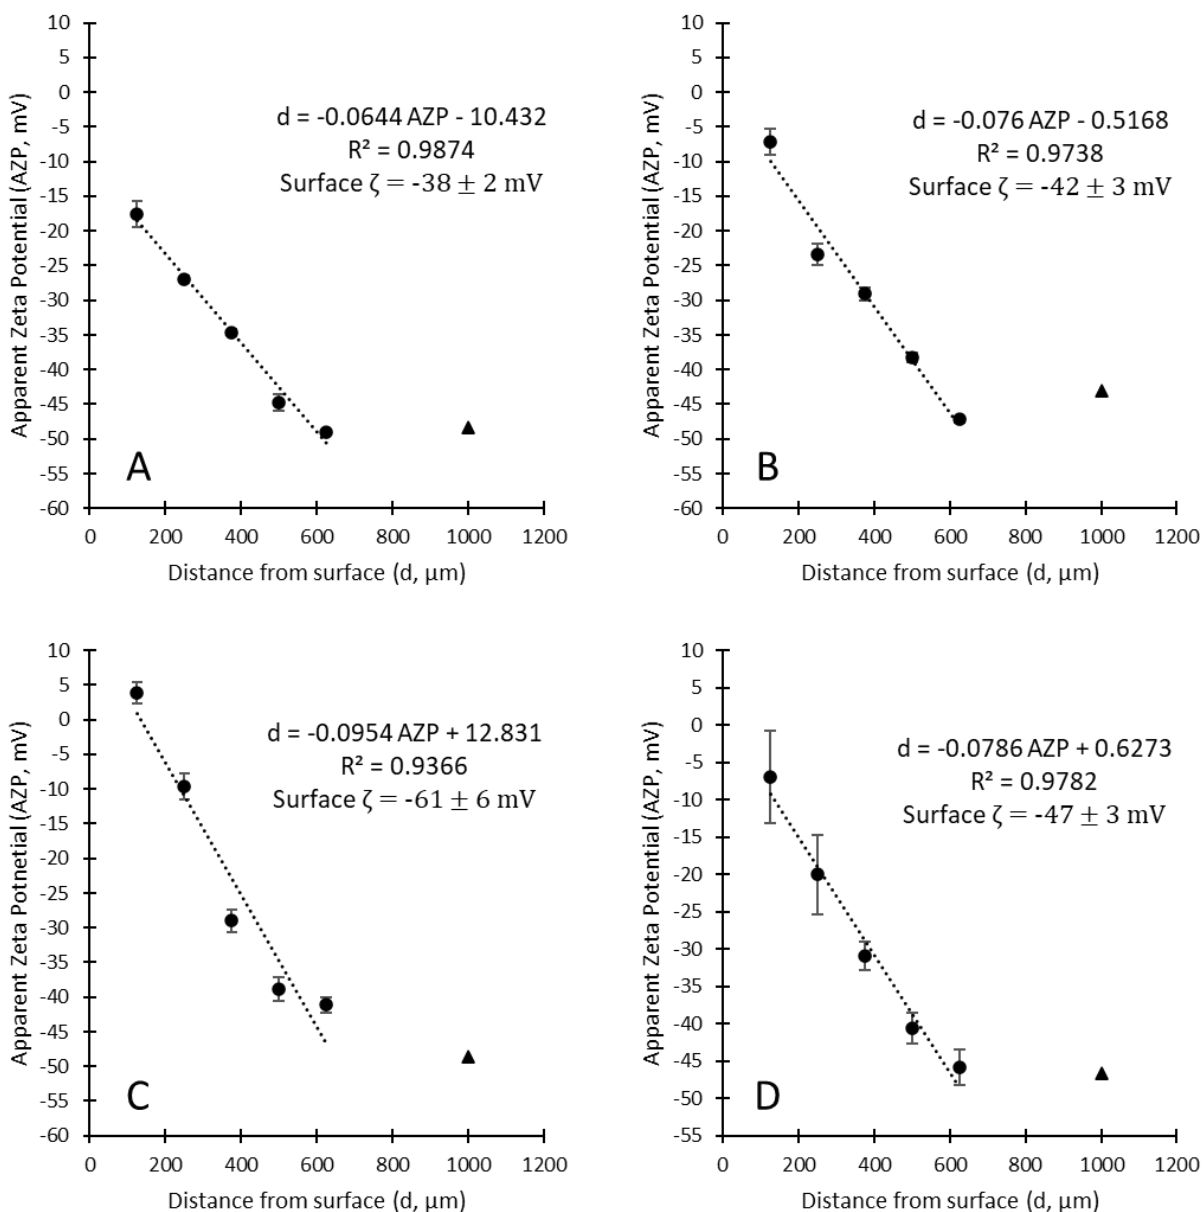 10
5
0
-5
-10
-15
-20
-25
-30
-35
-40
-45
-50
-55
-60
Apparent Zeta Potential (AZP, mV)
d = -0.0644 AZP - 10.432
R² = 0.9874
Surface ζ = -38 ± 2 mV
A
0 200 400 600 800 1000 1200
Distance from surface (d, μm)
10
5
0
-5
-10
-15
-20
-25
-30
-35
-40
-45
-50
-55
-60
Apparent Zeta Potential (AZP, mV)
d = -0.076 AZP - 0.5168
R² = 0.9738
Surface ζ = -42 ± 3 mV
B
0 200 400 600 800 1000 1200
Distance from surface (d, μm)
10
5
0
-5
-10
-15
-20
-25
-30
-35
-40
-45
-50
-55
-60
Apparent Zeta Potnetial (AZP, mV)
d = -0.0954 AZP + 12.831
R² = 0.9366
Surface ζ = -61 ± 6 mV
C
0 200 400 600 800 1000 1200
Distance from surface (d, μm)
10
5
0
-5
-10
-15
-20
-25
-30
-35
-40
-45
-50
-55
Apparent Zeta Potential (AZP, mV)
d = -0.0786 AZP + 0.6273
R² = 0.9782
Surface ζ = -47 ± 3 mV
D
0 200 400 600 800 1000 1200
Distance from surface (d, μm)